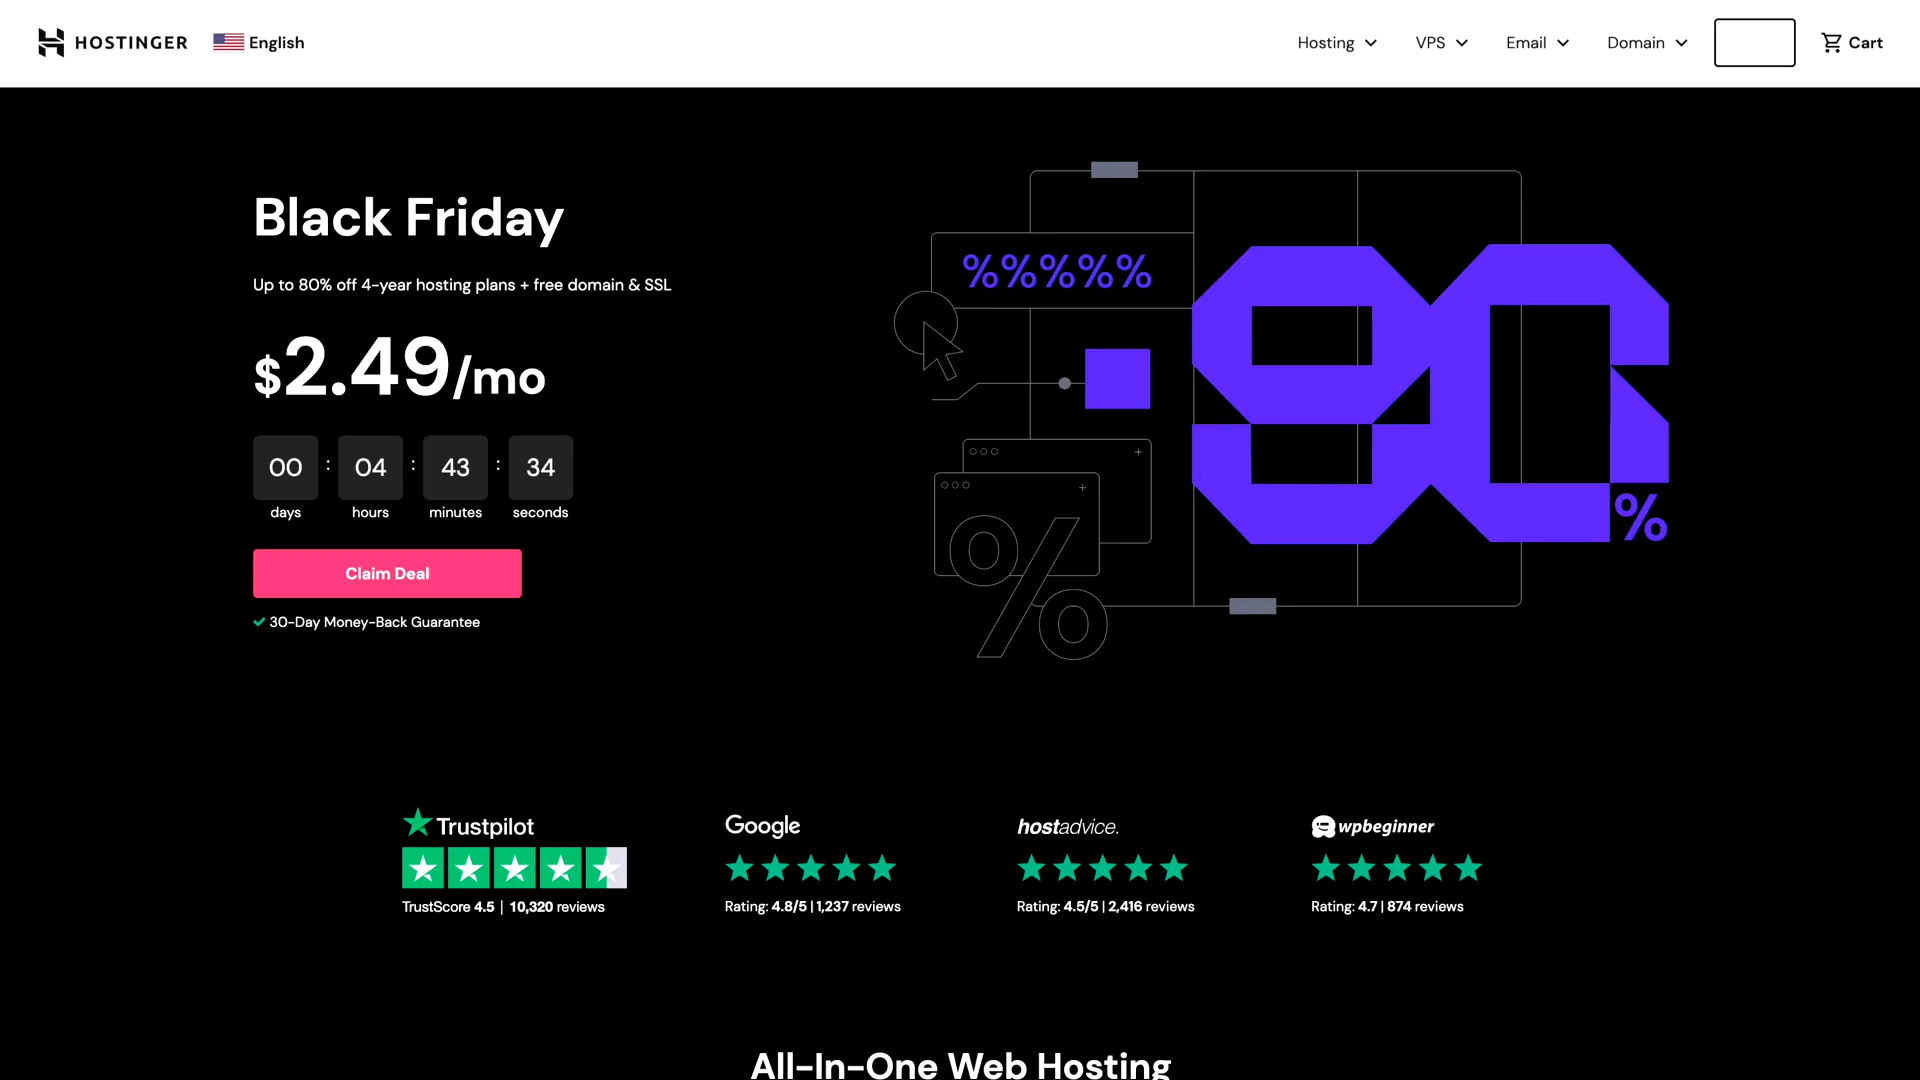 HOSTINGER English Hosting VPS Email Domain Cart
Black Friday
Up to 80% off 4-year hosting plans + free domain & SSL
$2.49/mo
00 : 04 : 43 : 34
days hours minutes seconds
Claim Deal
30-Day Money-Back Guarantee
%%%%%
%
Trustpilot
TrustScore 4.5 | 10,320 reviews
Google
Rating: 4.8/5 | 1,237 reviews
hostadvice.
Rating: 4.5/5 | 2,416 reviews
wpbeginner
Rating: 4.7 | 874 reviews
All-In-One Web Hosting